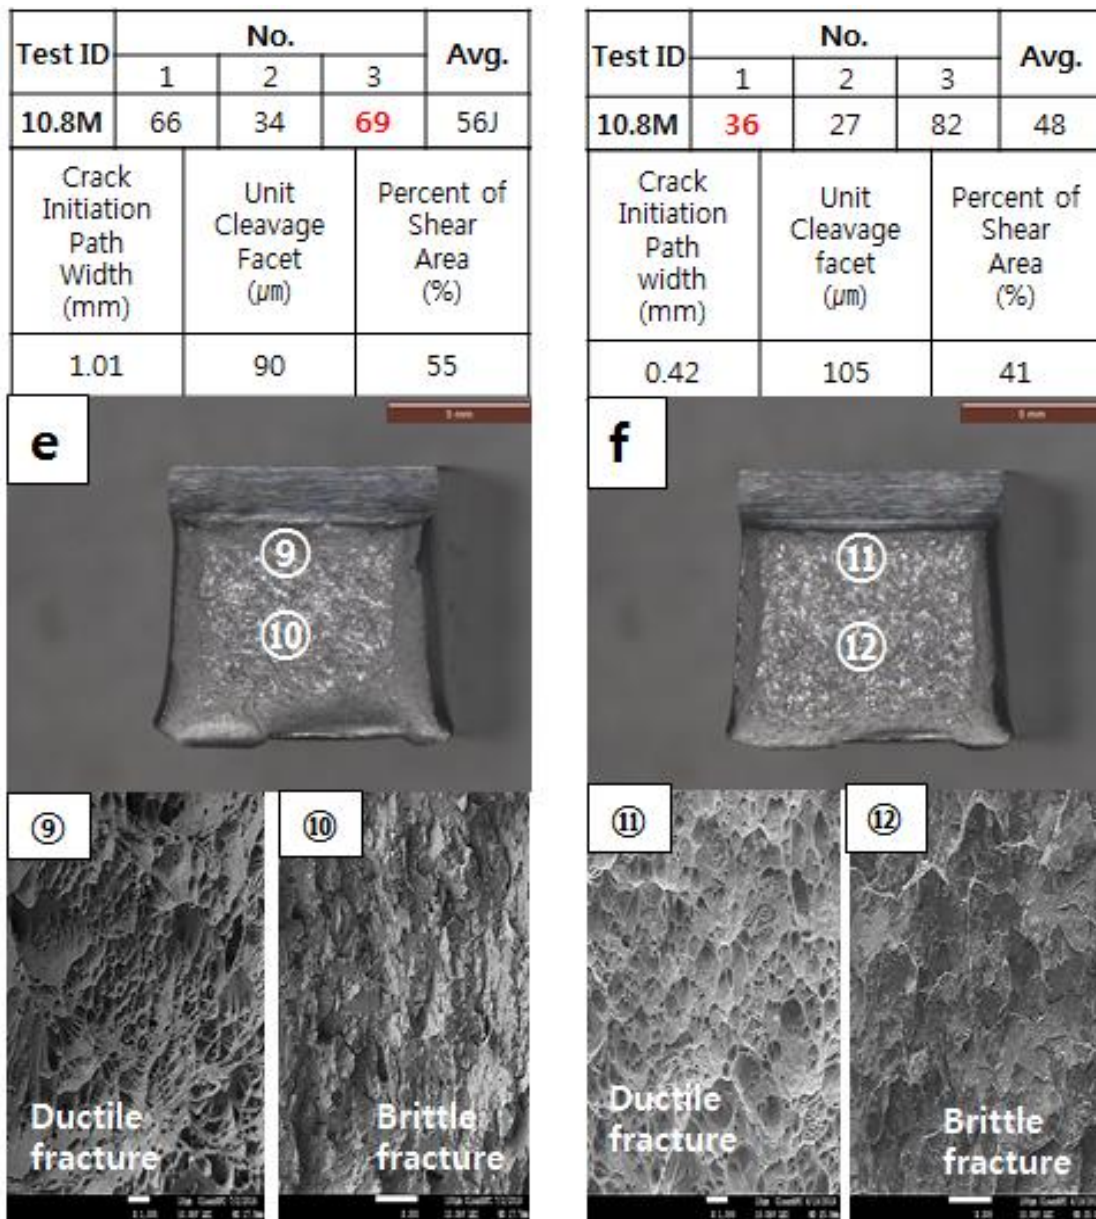 Test ID No. Avg.
1 2 3
10.8M 66 34 69 56J
Crack Initiation Path Width (mm) Unit Cleavage Facet (㎛) Percent of Shear Area (%)
1.01 90 55
e
5 mm
⑨
⑩
⑨ ⑩
Ductile fracture
Brittle fracture
Test ID No. Avg.
1 2 3
10.8M 36 27 82 48
Crack Initiation Path width (mm) Unit Cleavage facet (㎛) Percent of Shear Area (%)
0.42 105 41
f
5 mm
⑪
⑫
⑪ ⑫
Ductile fracture
Brittle fracture